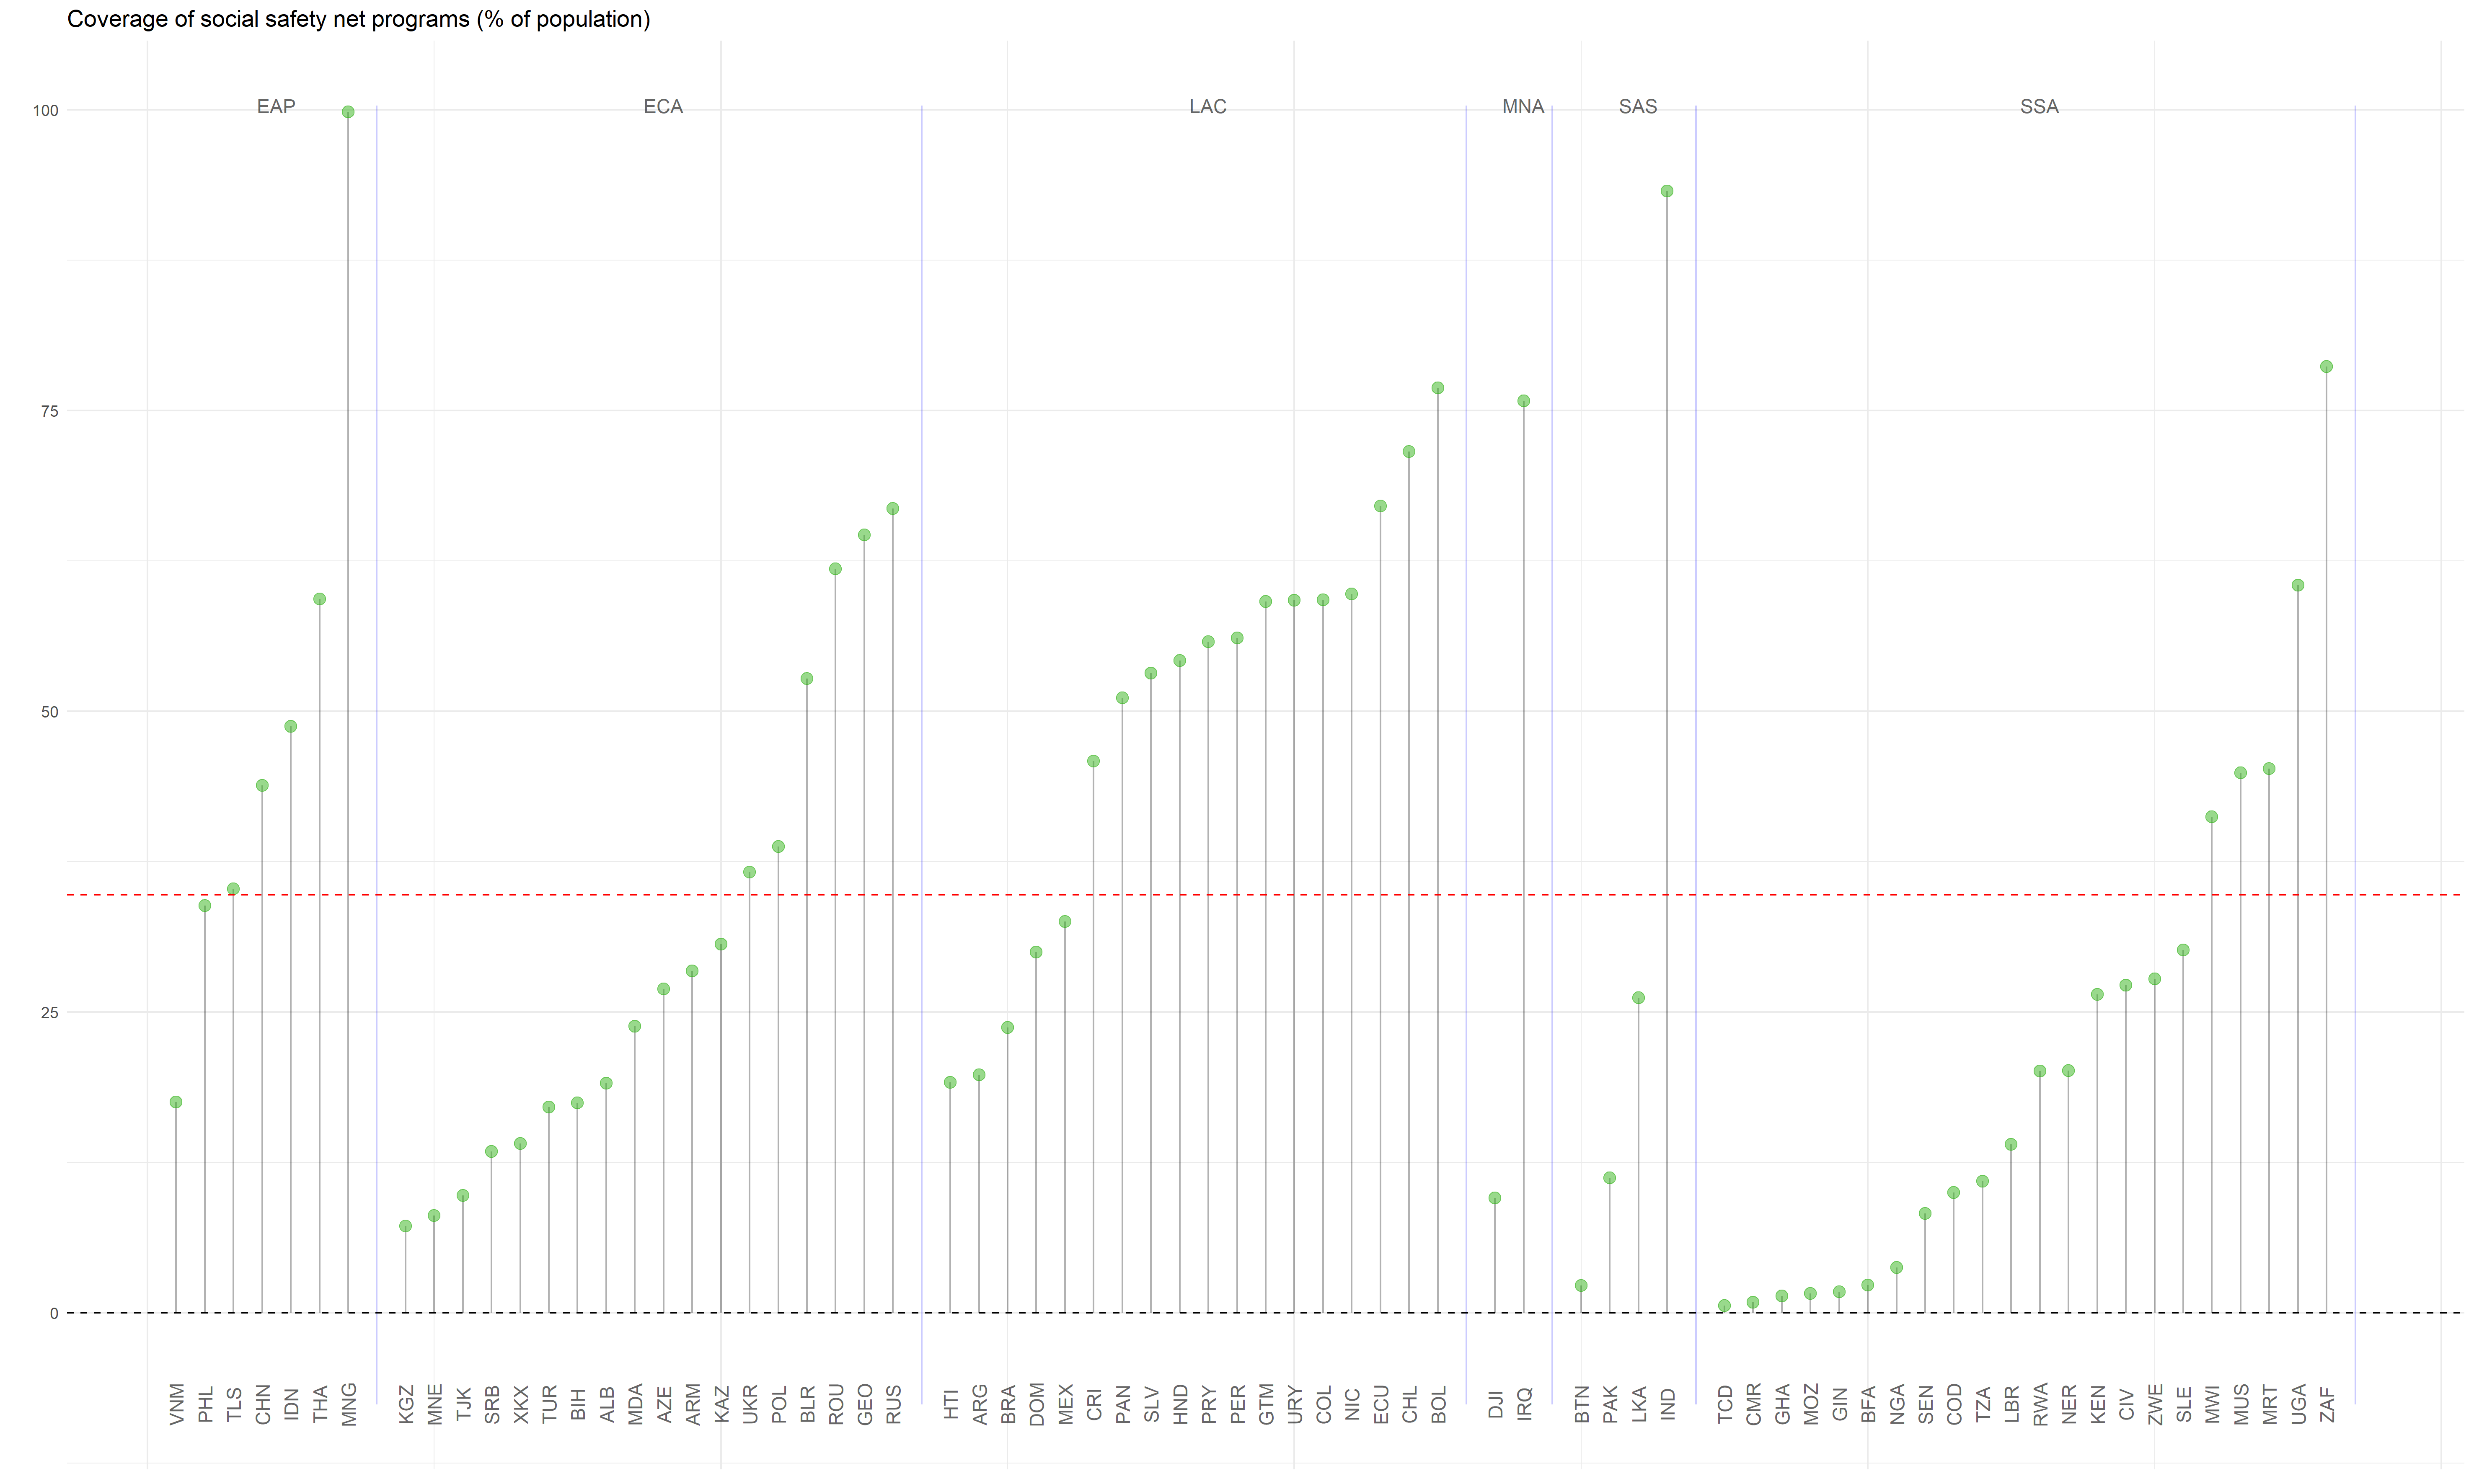 Coverage of social safety net programs (% of population)
EAP ECA LAC MNA SAS SSA
100
75
50
25
0
VNM PHL TLS CHN IDN THA MNG KGZ MNE TJK SRB XKX TUR BIH ALB MDA AZE ARM KAZ UKR POL BLR ROU GEO RUS HTI ARG BRA DOM MEX CRI PAN SLV HND PRY PER GTM URY COL NIC ECU CHL BOL DJI IRQ BTN PAK LKA IND TCD CMR GHA MOZ GIN BFA NGA SEN COD TZA LBR RWA NER KEN CIV ZWE SLE MWI MUS MRT UGA ZAF